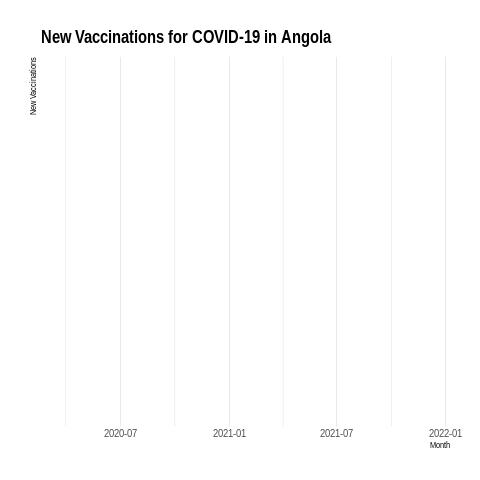 New Vaccinations for COVID-19 in Angola
New Vaccinations
2020-07
2021-01
2021-07
2022-01
Month